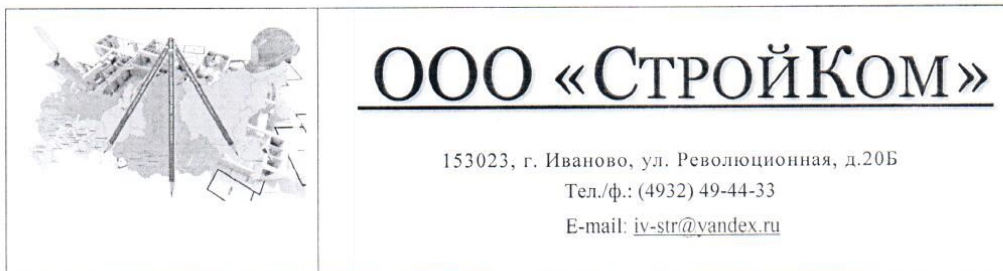 ООО «СтройКом»
153023, г. Иваново, ул. Революционная, д.20Б
Тел./ф.: (4932) 49-44-33
E-mail: iv-str@yandex.ru